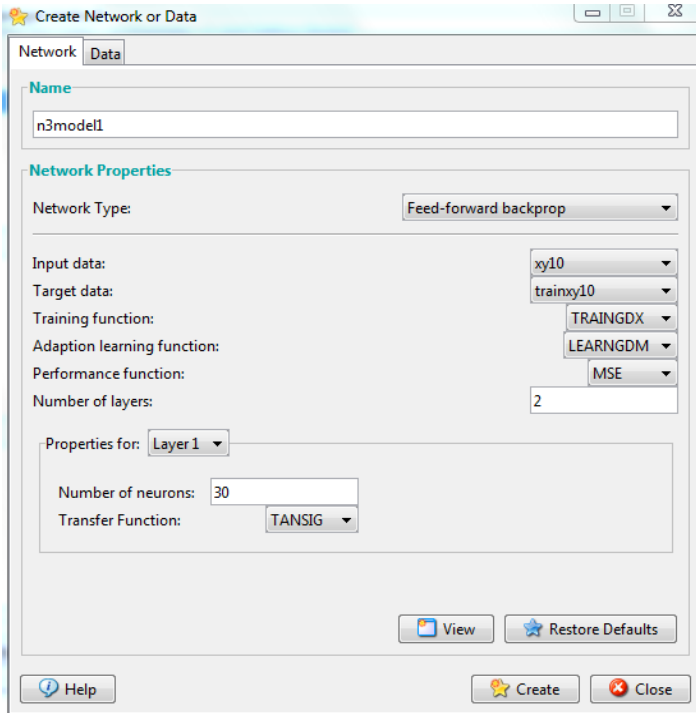 Create Network or Data
Network Data
Name
n3model1
Network Properties
Network Type: Feed-forward backprop
Input data: xy10
Target data: trainxy10
Training function: TRAINGDX
Adaption learning function: LEARNGDM
Performance function: MSE
Number of layers: 2
Properties for: Layer 1
Number of neurons: 30
Transfer Function: TANSIG
View Restore Defaults
Help Create Close